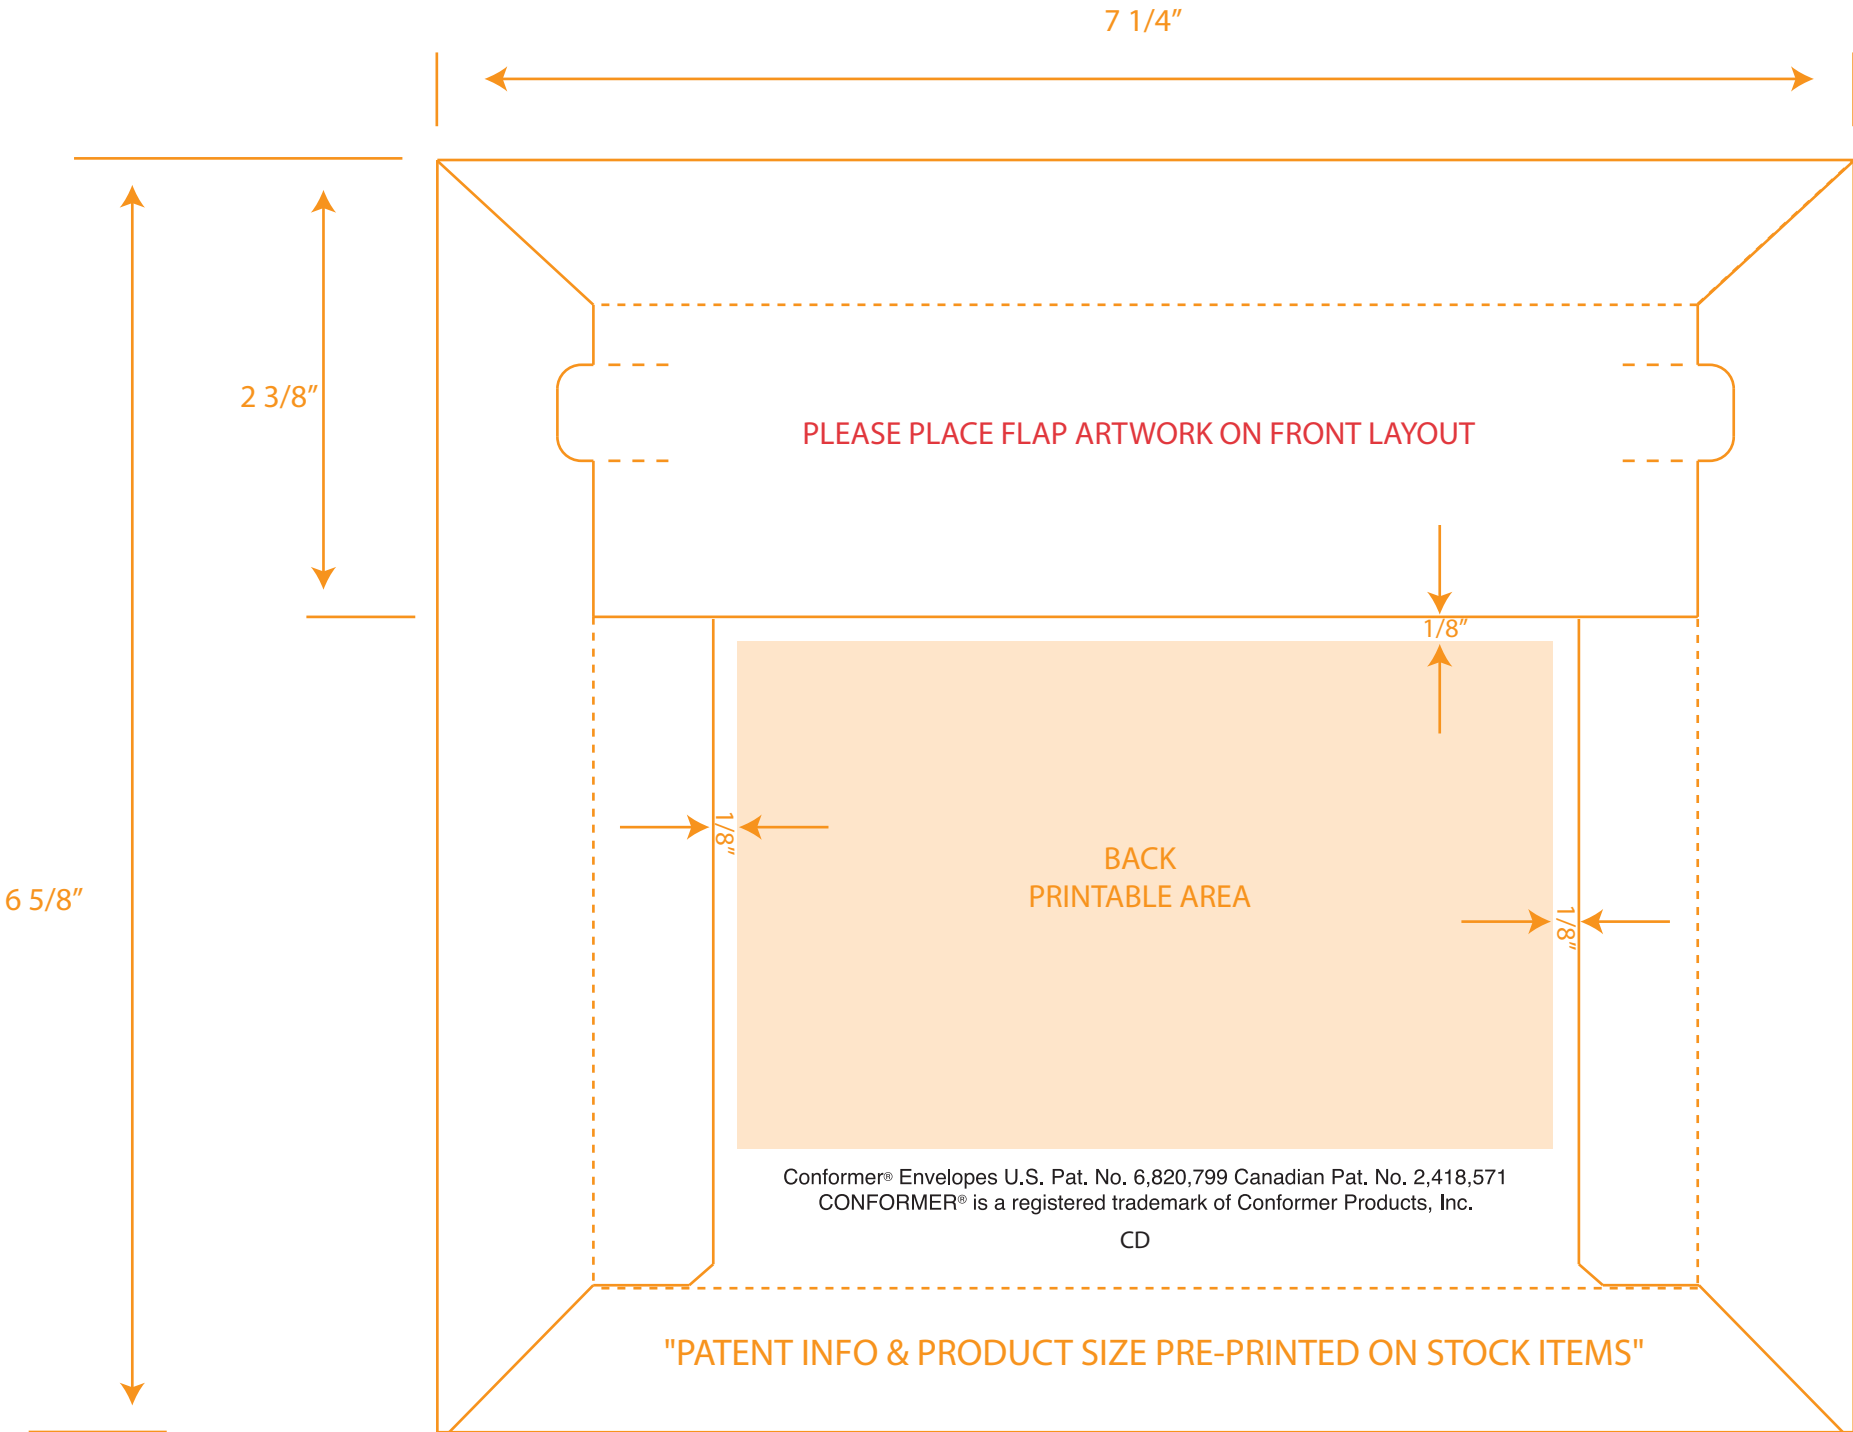 7 1/4"
2 3/8"
PLEASE PLACE FLAP ARTWORK ON FRONT LAYOUT
1/8"
1/8"
BACK
PRINTABLE AREA
6 5/8"
1/8"
Conformer® Envelopes U.S. Pat. No. 6,820,799 Canadian Pat. No. 2,418,571
CONFORMER® is a registered trademark of Conformer Products, Inc.
CD
"PATENT INFO & PRODUCT SIZE PRE-PRINTED ON STOCK ITEMS"